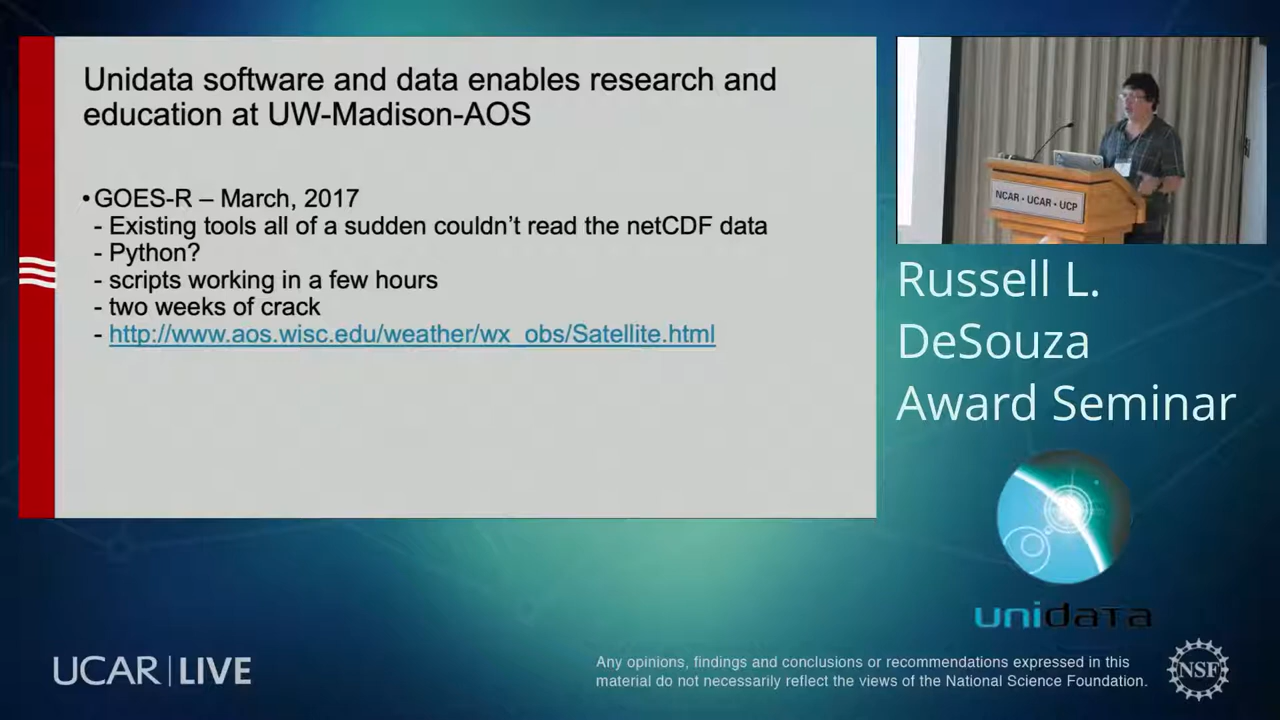 Unidata software and data enables research and
education at UW-Madison-AOS
•GOES-R – March, 2017
- Existing tools all of a sudden couldn’t read the netCDF data
- Python?
- scripts working in a few hours
- two weeks of crack
- http://www.aos.wisc.edu/weather/wx_obs/Satellite.html
NCAR • UCAR • UCP
Russell L.
DeSouza
Award Seminar
unidata
UCAR | LIVE
Any opinions, findings and conclusions or recommendations expressed in this
material do not necessarily reflect the views of the National Science Foundation.
NSF